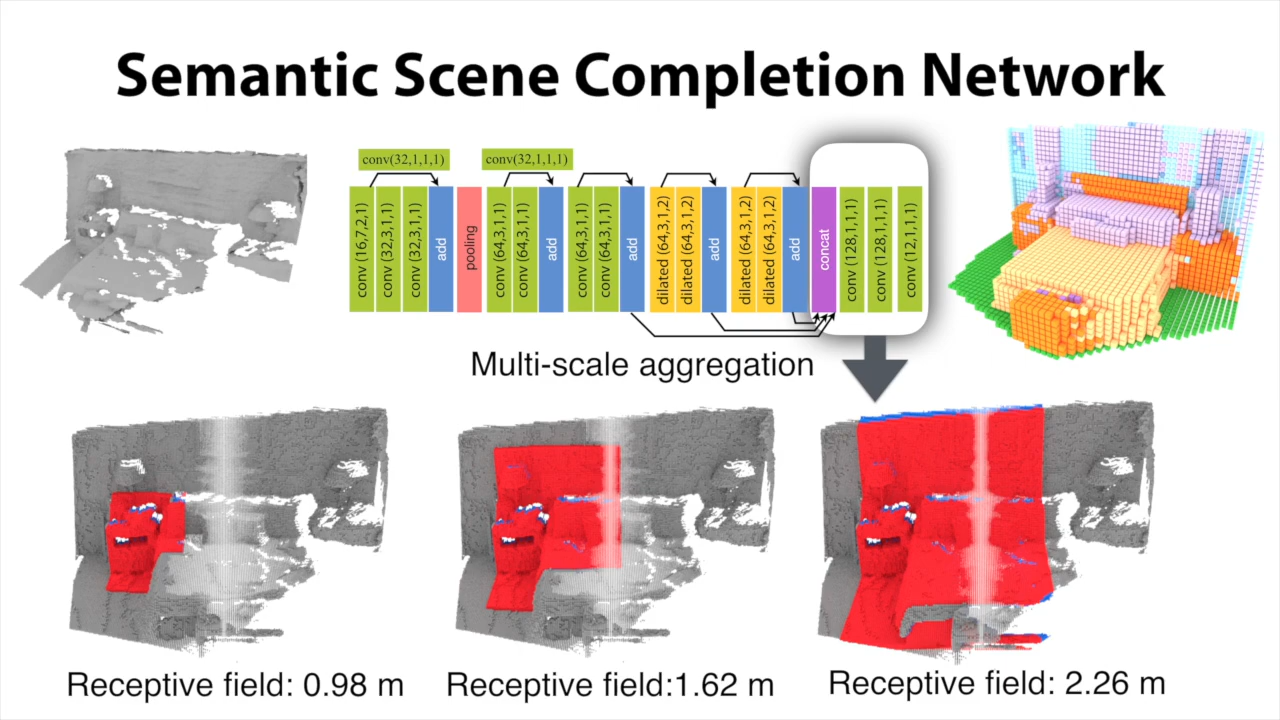 Semantic Scene Completion Network
conv(32,1,1,1)
conv(32,1,1,1)
conv (16,7,2,1)
conv (32,3,1,1)
conv (32,3,1,1)
add
pooling
conv (64,3,1,1)
conv (64,3,1,1)
add
conv (64,3,1,1)
conv (64,3,1,1)
add
dilated (64,3,1,2)
dilated (64,3,1,2)
add
dilated (64,3,1,2)
dilated (64,3,1,2)
add
concat
conv (128,1,1,1)
conv (128,1,1,1)
conv (12,1,1,1)
Multi-scale aggregation
Receptive field: 0.98 m
Receptive field:1.62 m
Receptive field: 2.26 m